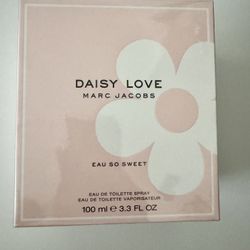 DAISY LOVE
MARC JACOBS
EAU SO SWEET
EAU DE TOILETTE SPRAY
EAU DE TOILETTE VAPORISATEUR
100 ml ℮ 3.3 FL OZ